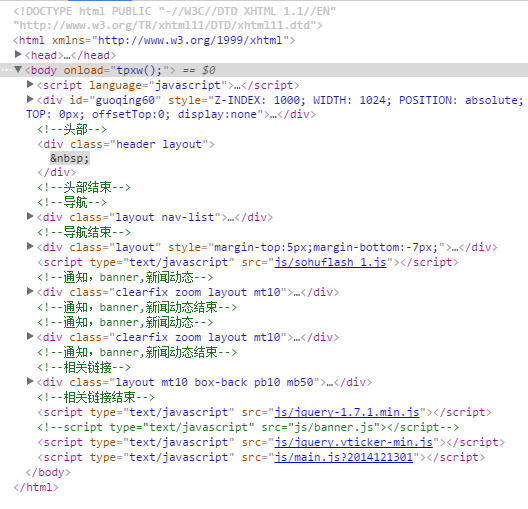 <!DOCTYPE html PUBLIC "-//W3C//DTD XHTML 1.1//EN"
"http://www.w3.org/TR/xhtml11/DTD/xhtml11.dtd">
<html xmlns="http://www.w3.org/1999/xhtml">
▶<head>…</head>
…▼<body onload="tpxw();"> == $0
▶<script language="javascript">…</script>
▶<div id="guoqing60" style="Z-INDEX: 1000; WIDTH: 1024; POSITION: absolute;
TOP: 0px; offsetTop:0; display:none">…</div>
<!--头部-->
<div class="header layout">
&nbsp;
</div>
<!--头部结束-->
<!--导航-->
▶<div class="layout nav-list">…</div>
<!--导航结束-->
▶<div class="layout" style="margin-top:5px;margin-bottom:-7px;">…</div>
<script type="text/javascript" src="js/sohuflash_1.js"></script>
<!--通知，banner,新闻动态-->
▶<div class="clearfix zoom layout mt10">…</div>
<!--通知，banner,新闻动态结束-->
<!--通知，banner,新闻动态-->
▶<div class="clearfix zoom layout mt10">…</div>
<!--通知，banner,新闻动态结束-->
<!--相关链接-->
▶<div class="layout mt10 box-back pb10 mb50">…</div>
<!--相关链接结束-->
<script type="text/javascript" src="js/jquery-1.7.1.min.js"></script>
<!--script type="text/javascript" src="js/banner.js"></script-->
<script type="text/javascript" src="js/jquery.vticker-min.js"></script>
<script type="text/javascript" src="js/main.js?2014121301"></script>
</body>
</html>